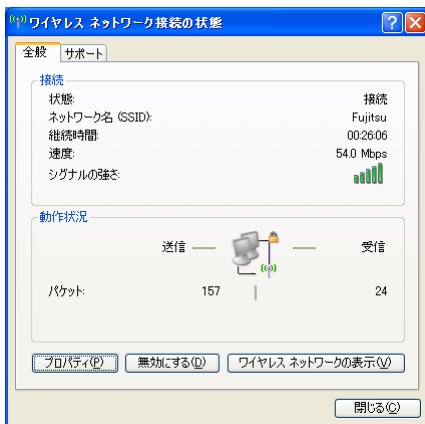 ワイヤレス ネットワーク接続の状態
全般 サポート
接続
状態: 接続
ネットワーク名 (SSID): Fujitsu
継続時間: 00:26:06
速度: 54.0 Mbps
シグナルの強さ:
動作状況
送信 — — 受信
パケット: 157 24
プロパティ(P) 無効にする(D) ワイヤレス ネットワークの表示(V)
閉じる(C)